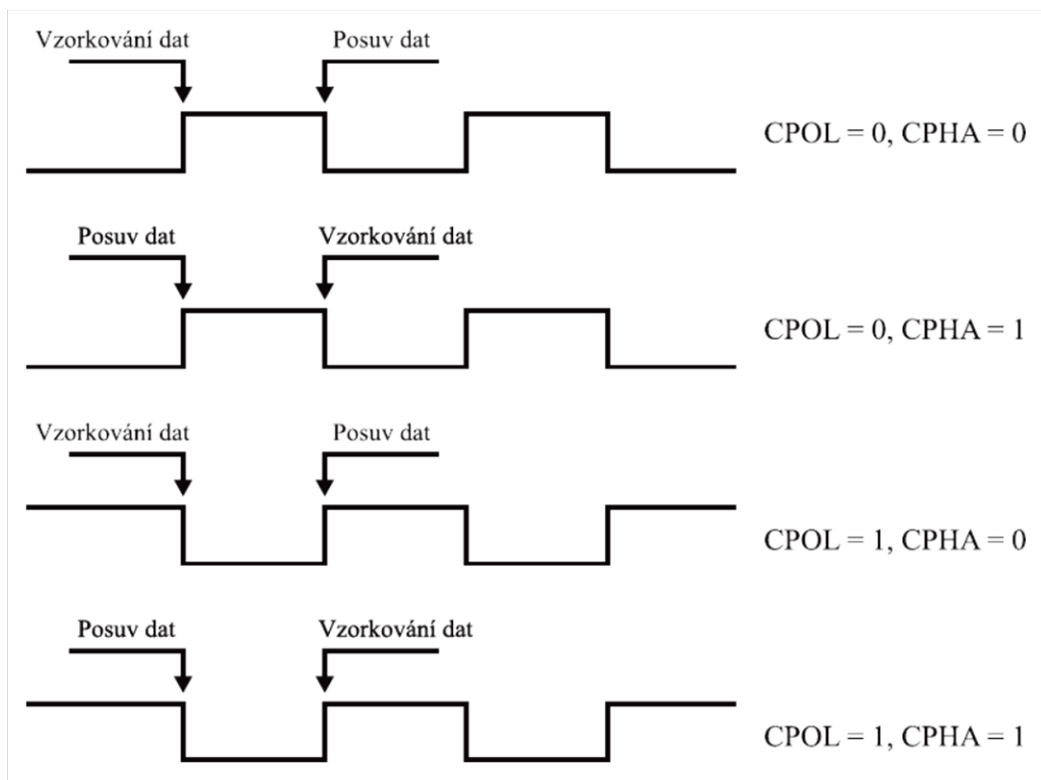 Vzorkování dat
Posuv dat
CPOL = 0, CPHA = 0
Posuv dat
Vzorkování dat
CPOL = 0, CPHA = 1
Vzorkování dat
Posuv dat
CPOL = 1, CPHA = 0
Posuv dat
Vzorkování dat
CPOL = 1, CPHA = 1